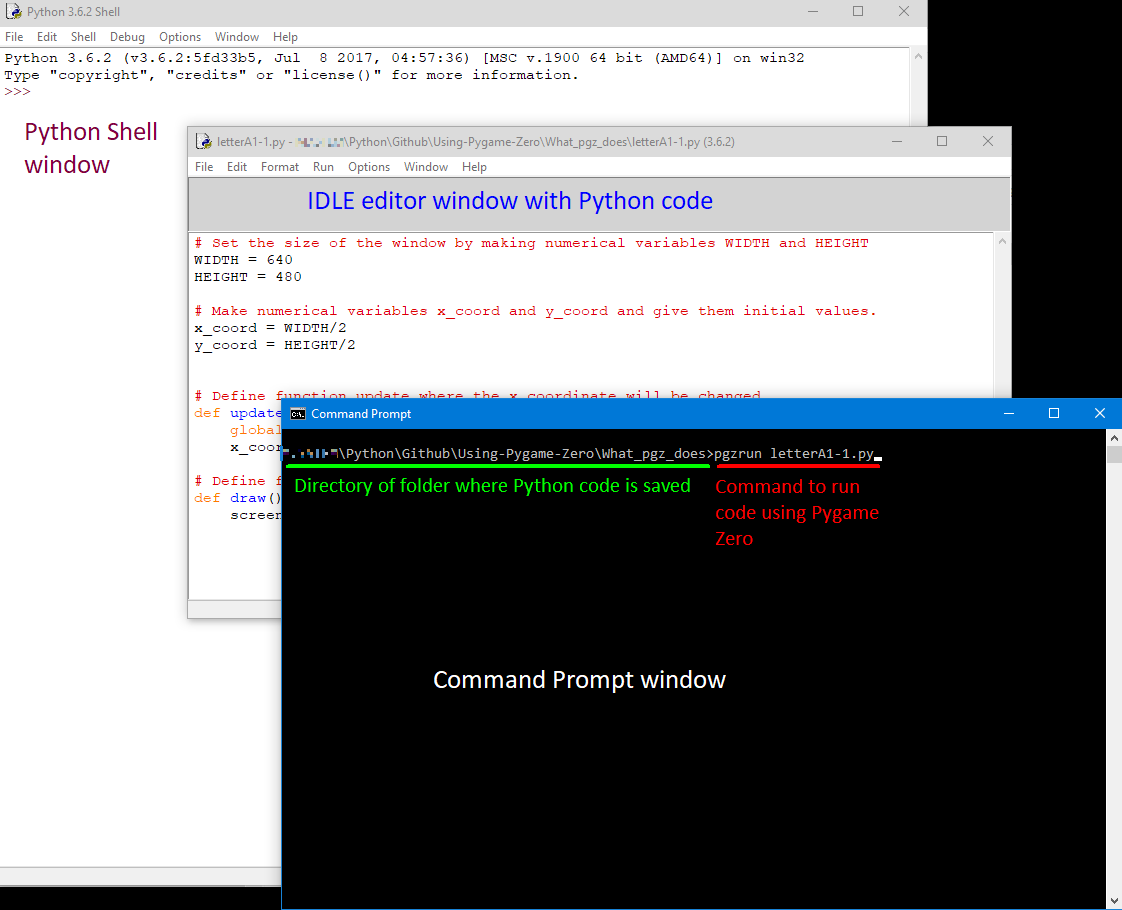 Python 3.6.2 Shell
File Edit Shell Debug Options Window Help
Python 3.6.2 (v3.6.2:5fd33b5, Jul  8 2017, 04:57:36) [MSC v.1900 64 bit (AMD64)] on win32
Type "copyright", "credits" or "license()" for more information.
>>>
Python Shell
window
letterA1-1.py - \Python\Github\Using-Pygame-Zero\What_pgz_does\letterA1-1.py (3.6.2)
File Edit Format Run Options Window Help
IDLE editor window with Python code
# Set the size of the window by making numerical variables WIDTH and HEIGHT
WIDTH = 640
HEIGHT = 480
# Make numerical variables x_coord and y_coord and give them initial values.
x_coord = WIDTH/2
y_coord = HEIGHT/2
# Define function update where the x coordinate will be changed
def update
global
x_coor
# Define f
def draw()
screen
Command Prompt
\Python\Github\Using-Pygame-Zero\What_pgz_does>pgzrun letterA1-1.py
Directory of folder where Python code is saved
Command to run
code using Pygame
Zero
Command Prompt window